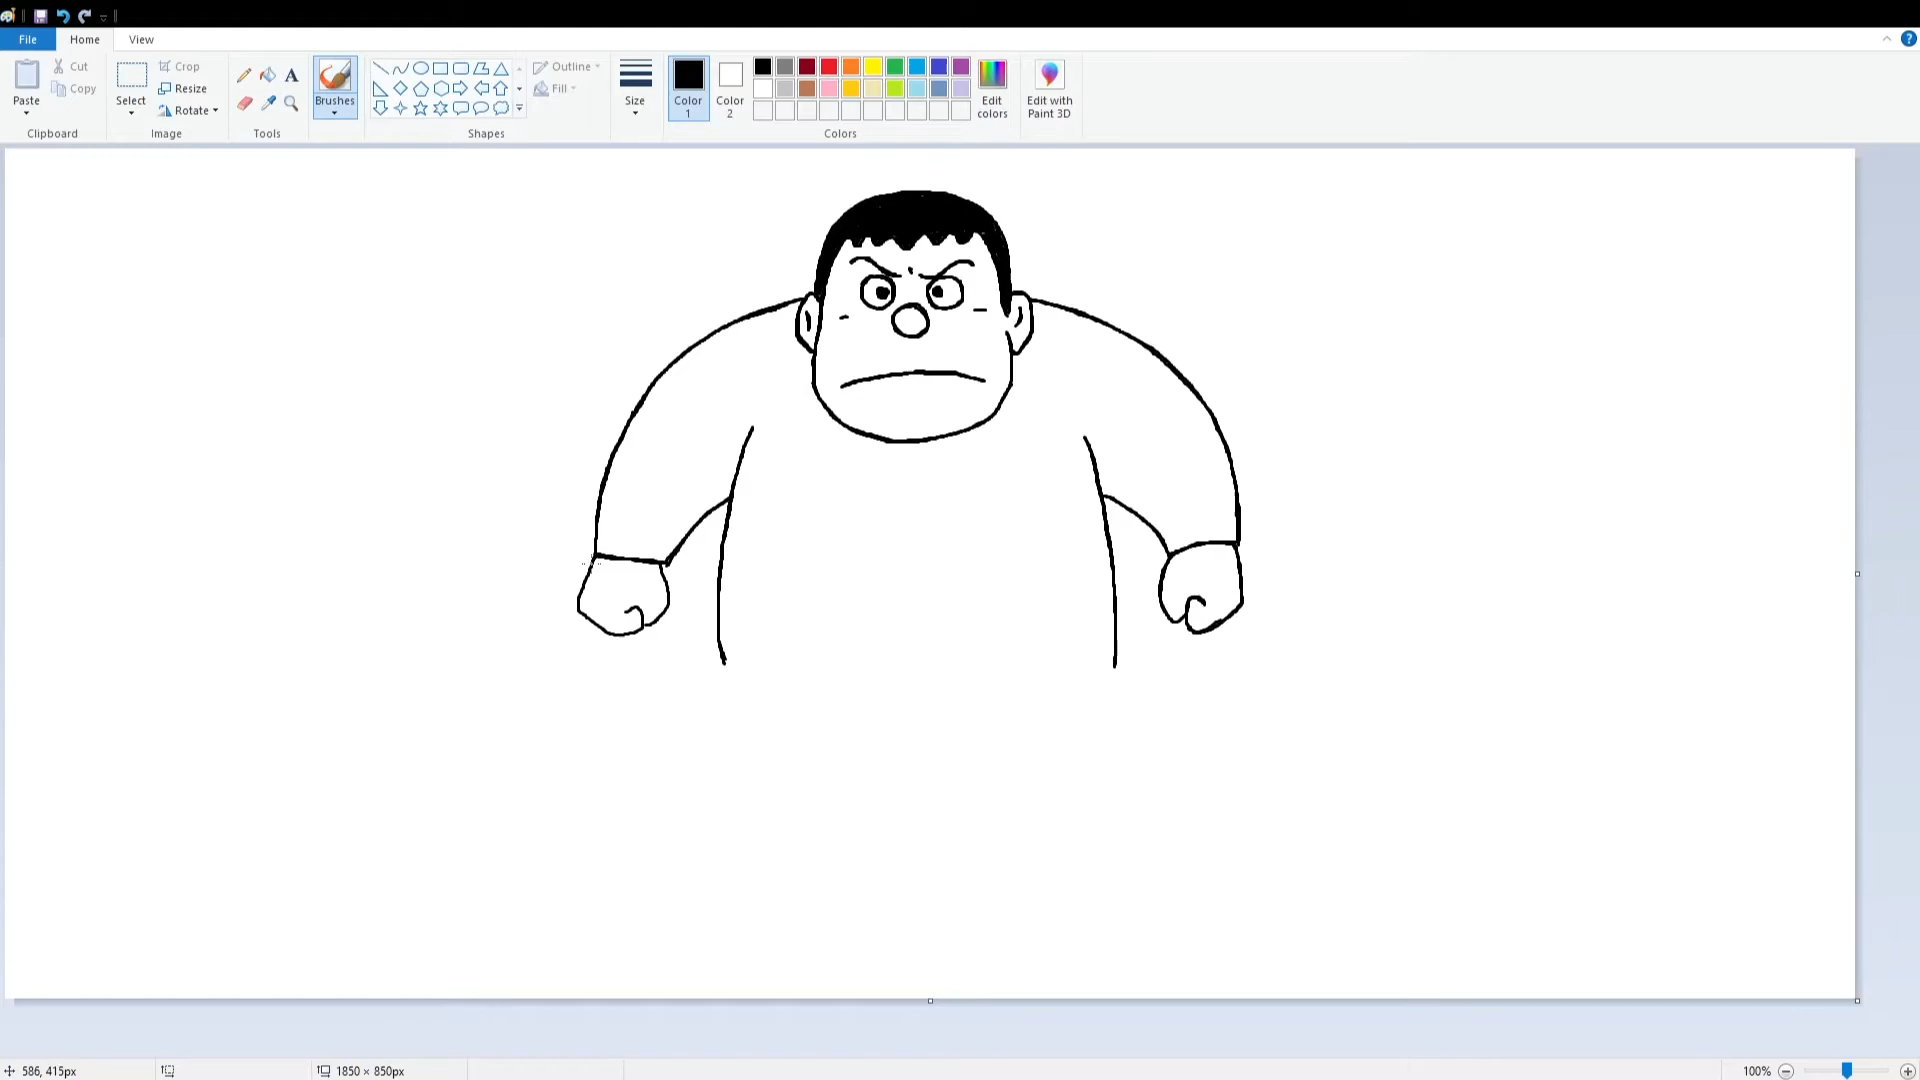 File Home View
Cut
Copy
Paste
Clipboard
Crop
Resize
Rotate
Select
Image
Tools
Brushes
Shapes
Outline
Fill
Size
Color 1
Color 2
Edit colors
Colors
Edit with Paint 3D
A
?
586, 415px
1850 × 850px
100%